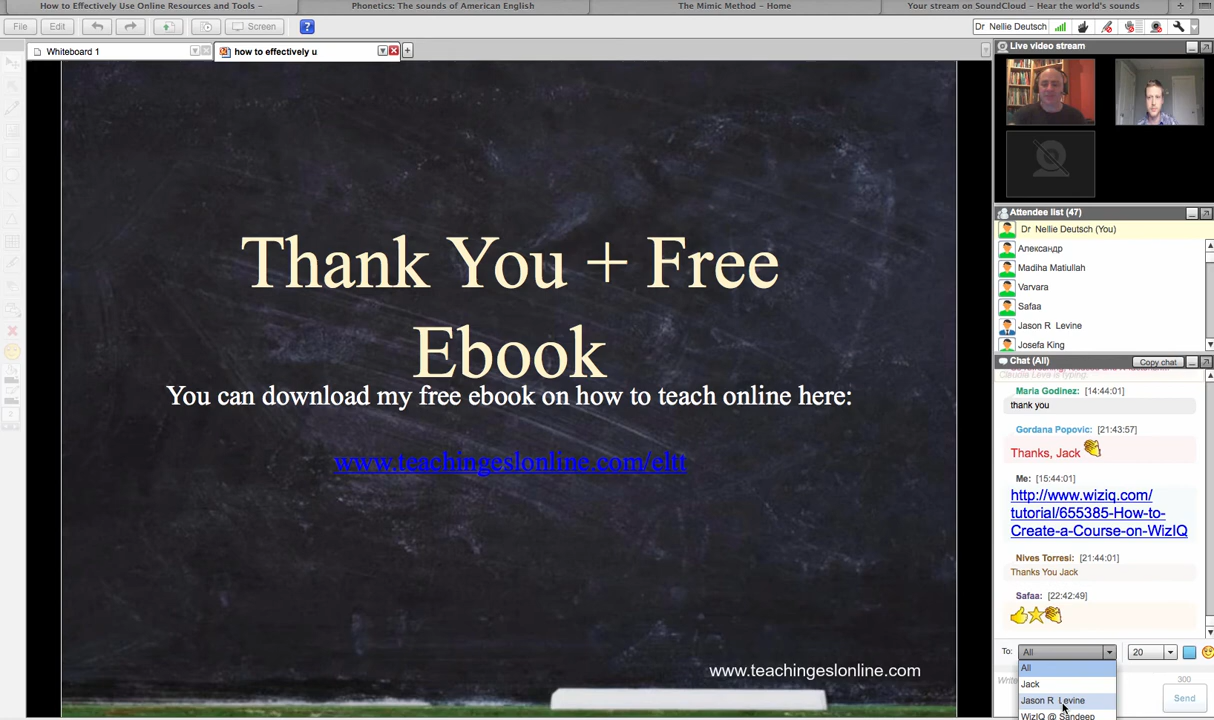 How to Effectively Use Online Resources and Tools –
Phonetics: The sounds of American English
The Mimic Method – Home
Your stream on SoundCloud – Hear the world's sounds
File
Edit
Screen
?
Dr Nellie Deutsch
Whiteboard 1
how to effectively u
Live video stream
Thank You + Free
Ebook
You can download my free ebook on how to teach online here:
www.teachingeslonline.com/eltt
www.teachingeslonline.com
Attendee list (47)
Dr Nellie Deutsch (You)
Александр
Madiha Matiullah
Varvara
Safaa
Jason R Levine
Josefa King
Chat (All)
Copy chat
Maria Godinez: [14:44:01]
thank you
Gordana Popovic: [21:43:57]
Thanks, Jack
Me: [15:44:01]
http://www.wiziq.com/
tutorial/655385-How-to-
Create-a-Course-on-WizIQ
Nives Torresi: [21:44:01]
Thanks You Jack
Safaa: [22:42:49]
To: All
20
All
Jack
Jason R Levine
WizIQ @ Sandeep
300
Send
2